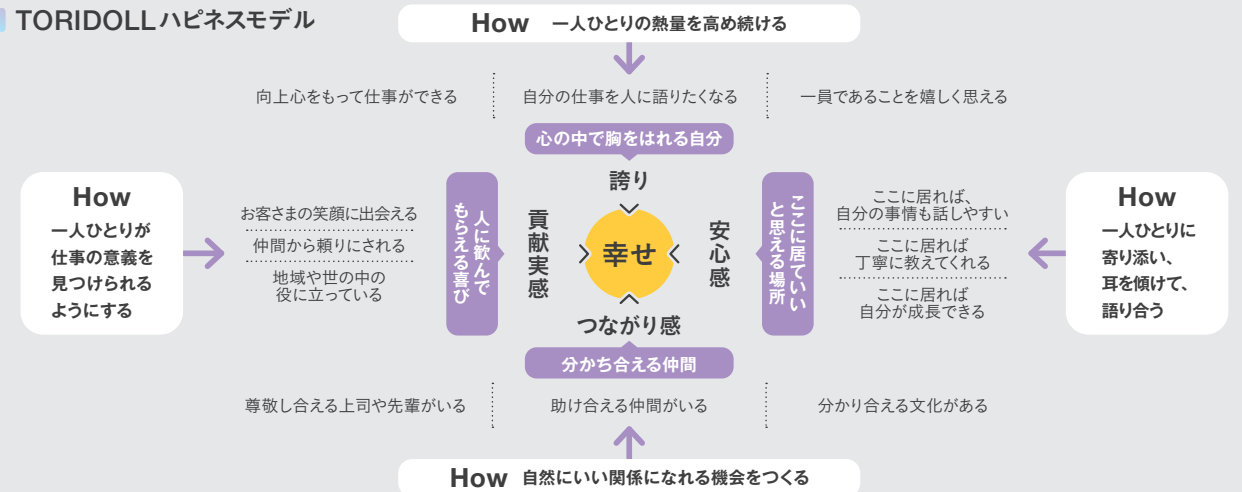 TORIDOLLハピネスモデル
How 一人ひとりの熱量を高め続ける
向上心をもって仕事ができる
自分の仕事を人に語りたくなる
一員であることを嬉しく思える
心の中で胸をはれる自分
誇り
How
一人ひとりが
仕事の意義を
見つけられる
ようにする
お客さまの笑顔に出会える
仲間から頼りにされる
地域や世の中の
役に立っている
人に歓んで
もらえる喜び
貢献実感
幸せ
安心感
ここに居ていい
と思える場所
ここに居れば、
自分の事情も話しやすい
ここに居れば
丁寧に教えてくれる
ここに居れば
自分が成長できる
How
一人ひとりに
寄り添い、
耳を傾けて、
語り合う
つながり感
分かち合える仲間
尊敬し合える上司や先輩がいる
助け合える仲間がいる
分かり合える文化がある
How 自然にいい関係になれる機会をつくる